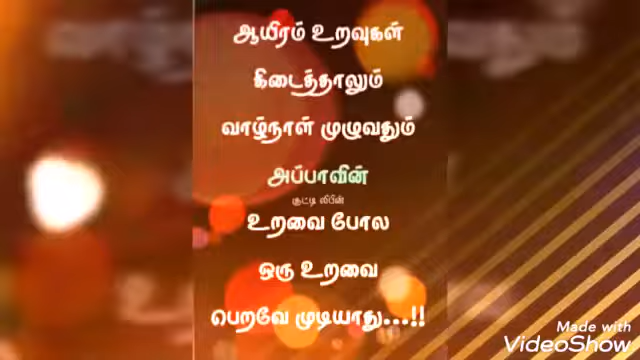 ஆயிரம் உறவுகள்
கிடைத்தாலும்
வாழ்நாள் முழுவதும்
அப்பாவின்
குட்டி லிபின்
உறவை போல
ஒரு உறவை
பெறவே முடியாது...!!
Made with
VideoShow